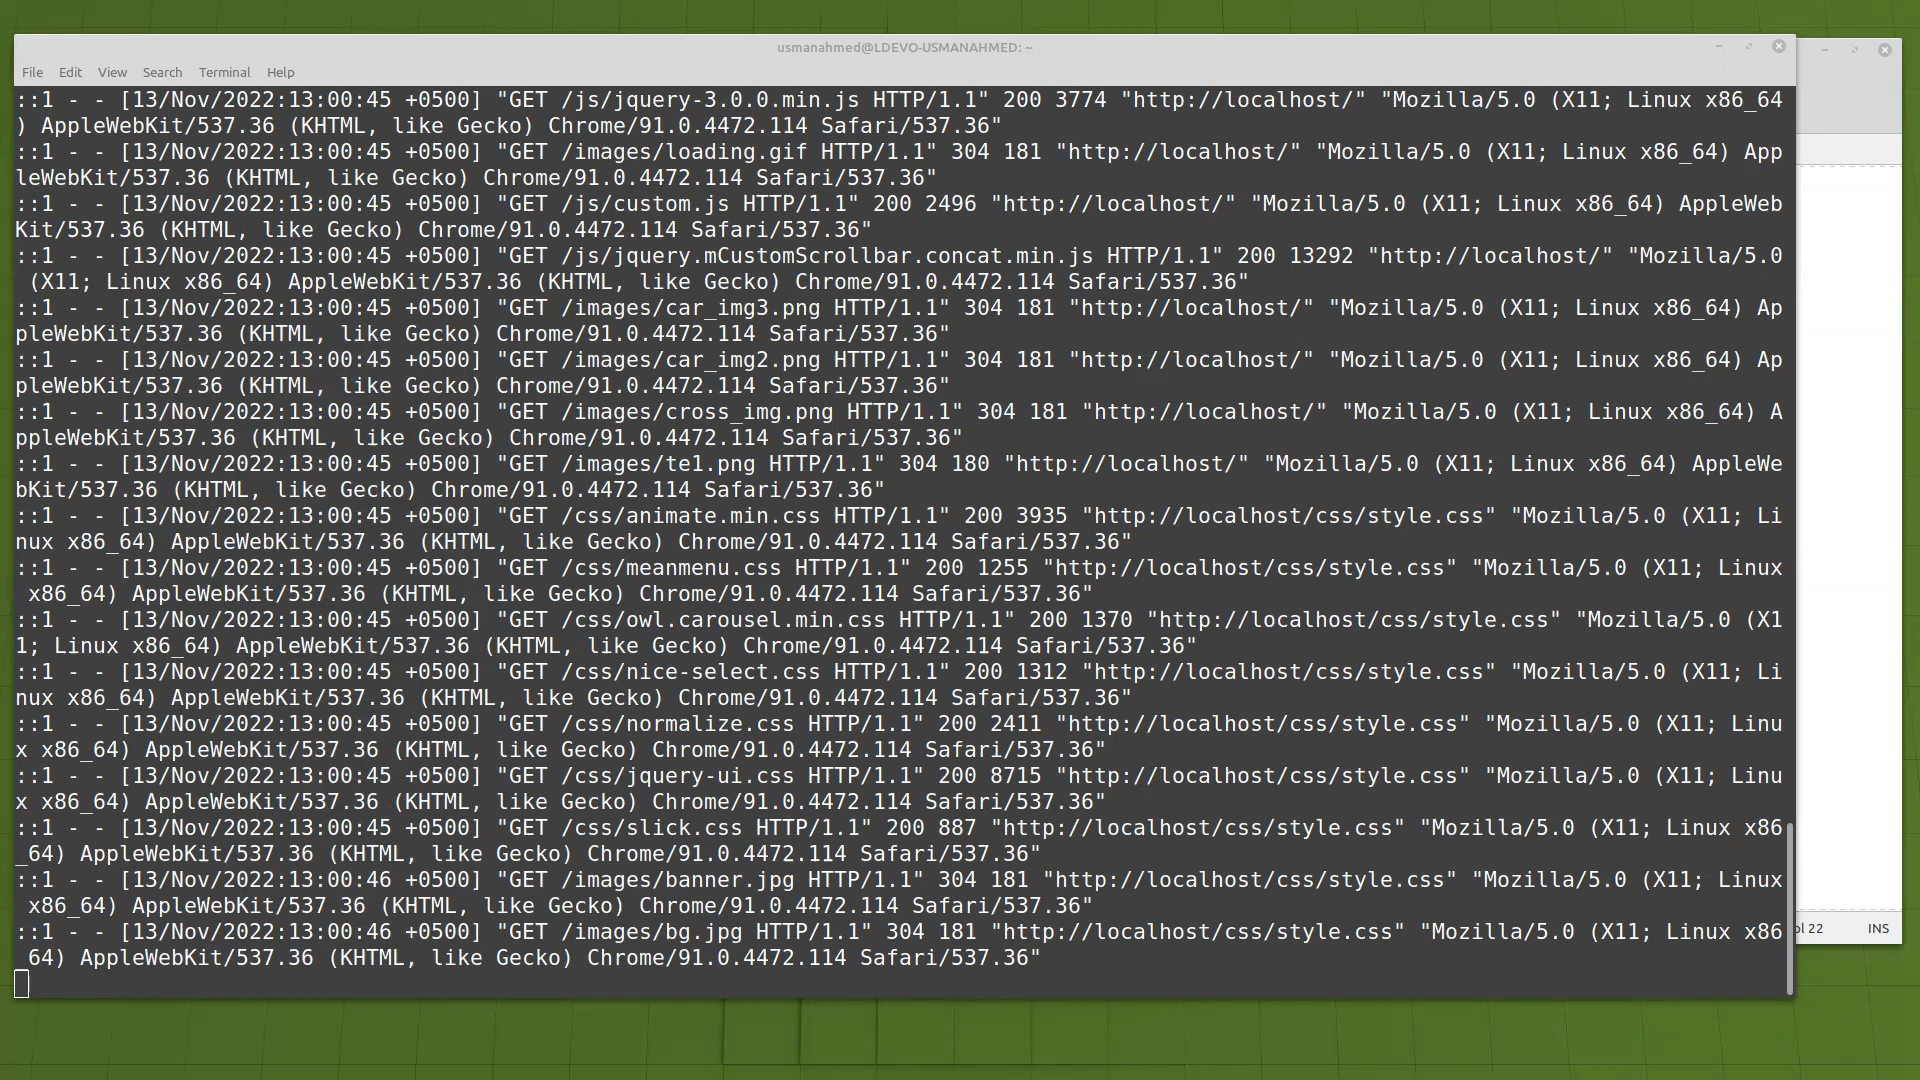 usmanahmed@LDEVO-USMANAHMED: ~
File Edit View Search Terminal Help
::1 - - [13/Nov/2022:13:00:45 +0500] "GET /js/jquery-3.0.0.min.js HTTP/1.1" 200 3774 "http://localhost/" "Mozilla/5.0 (X11; Linux x86_64
) AppleWebKit/537.36 (KHTML, like Gecko) Chrome/91.0.4472.114 Safari/537.36"
::1 - - [13/Nov/2022:13:00:45 +0500] "GET /images/loading.gif HTTP/1.1" 304 181 "http://localhost/" "Mozilla/5.0 (X11; Linux x86_64) App
leWebKit/537.36 (KHTML, like Gecko) Chrome/91.0.4472.114 Safari/537.36"
::1 - - [13/Nov/2022:13:00:45 +0500] "GET /js/custom.js HTTP/1.1" 200 2496 "http://localhost/" "Mozilla/5.0 (X11; Linux x86_64) AppleWeb
Kit/537.36 (KHTML, like Gecko) Chrome/91.0.4472.114 Safari/537.36"
::1 - - [13/Nov/2022:13:00:45 +0500] "GET /js/jquery.mCustomScrollbar.concat.min.js HTTP/1.1" 200 13292 "http://localhost/" "Mozilla/5.0
 (X11; Linux x86_64) AppleWebKit/537.36 (KHTML, like Gecko) Chrome/91.0.4472.114 Safari/537.36"
::1 - - [13/Nov/2022:13:00:45 +0500] "GET /images/car_img3.png HTTP/1.1" 304 181 "http://localhost/" "Mozilla/5.0 (X11; Linux x86_64) Ap
pleWebKit/537.36 (KHTML, like Gecko) Chrome/91.0.4472.114 Safari/537.36"
::1 - - [13/Nov/2022:13:00:45 +0500] "GET /images/car_img2.png HTTP/1.1" 304 181 "http://localhost/" "Mozilla/5.0 (X11; Linux x86_64) Ap
pleWebKit/537.36 (KHTML, like Gecko) Chrome/91.0.4472.114 Safari/537.36"
::1 - - [13/Nov/2022:13:00:45 +0500] "GET /images/cross_img.png HTTP/1.1" 304 181 "http://localhost/" "Mozilla/5.0 (X11; Linux x86_64) A
ppleWebKit/537.36 (KHTML, like Gecko) Chrome/91.0.4472.114 Safari/537.36"
::1 - - [13/Nov/2022:13:00:45 +0500] "GET /images/te1.png HTTP/1.1" 304 180 "http://localhost/" "Mozilla/5.0 (X11; Linux x86_64) AppleWe
bKit/537.36 (KHTML, like Gecko) Chrome/91.0.4472.114 Safari/537.36"
::1 - - [13/Nov/2022:13:00:45 +0500] "GET /css/animate.min.css HTTP/1.1" 200 3935 "http://localhost/css/style.css" "Mozilla/5.0 (X11; Li
nux x86_64) AppleWebKit/537.36 (KHTML, like Gecko) Chrome/91.0.4472.114 Safari/537.36"
::1 - - [13/Nov/2022:13:00:45 +0500] "GET /css/meanmenu.css HTTP/1.1" 200 1255 "http://localhost/css/style.css" "Mozilla/5.0 (X11; Linux
 x86_64) AppleWebKit/537.36 (KHTML, like Gecko) Chrome/91.0.4472.114 Safari/537.36"
::1 - - [13/Nov/2022:13:00:45 +0500] "GET /css/owl.carousel.min.css HTTP/1.1" 200 1370 "http://localhost/css/style.css" "Mozilla/5.0 (X1
1; Linux x86_64) AppleWebKit/537.36 (KHTML, like Gecko) Chrome/91.0.4472.114 Safari/537.36"
::1 - - [13/Nov/2022:13:00:45 +0500] "GET /css/nice-select.css HTTP/1.1" 200 1312 "http://localhost/css/style.css" "Mozilla/5.0 (X11; Li
nux x86_64) AppleWebKit/537.36 (KHTML, like Gecko) Chrome/91.0.4472.114 Safari/537.36"
::1 - - [13/Nov/2022:13:00:45 +0500] "GET /css/normalize.css HTTP/1.1" 200 2411 "http://localhost/css/style.css" "Mozilla/5.0 (X11; Linu
x x86_64) AppleWebKit/537.36 (KHTML, like Gecko) Chrome/91.0.4472.114 Safari/537.36"
::1 - - [13/Nov/2022:13:00:45 +0500] "GET /css/jquery-ui.css HTTP/1.1" 200 8715 "http://localhost/css/style.css" "Mozilla/5.0 (X11; Linu
x x86_64) AppleWebKit/537.36 (KHTML, like Gecko) Chrome/91.0.4472.114 Safari/537.36"
::1 - - [13/Nov/2022:13:00:45 +0500] "GET /css/slick.css HTTP/1.1" 200 887 "http://localhost/css/style.css" "Mozilla/5.0 (X11; Linux x86
_64) AppleWebKit/537.36 (KHTML, like Gecko) Chrome/91.0.4472.114 Safari/537.36"
::1 - - [13/Nov/2022:13:00:46 +0500] "GET /images/banner.jpg HTTP/1.1" 304 181 "http://localhost/css/style.css" "Mozilla/5.0 (X11; Linux
 x86_64) AppleWebKit/537.36 (KHTML, like Gecko) Chrome/91.0.4472.114 Safari/537.36"
::1 - - [13/Nov/2022:13:00:46 +0500] "GET /images/bg.jpg HTTP/1.1" 304 181 "http://localhost/css/style.css" "Mozilla/5.0 (X11; Linux x86
_64) AppleWebKit/537.36 (KHTML, like Gecko) Chrome/91.0.4472.114 Safari/537.36"
ol 22 INS